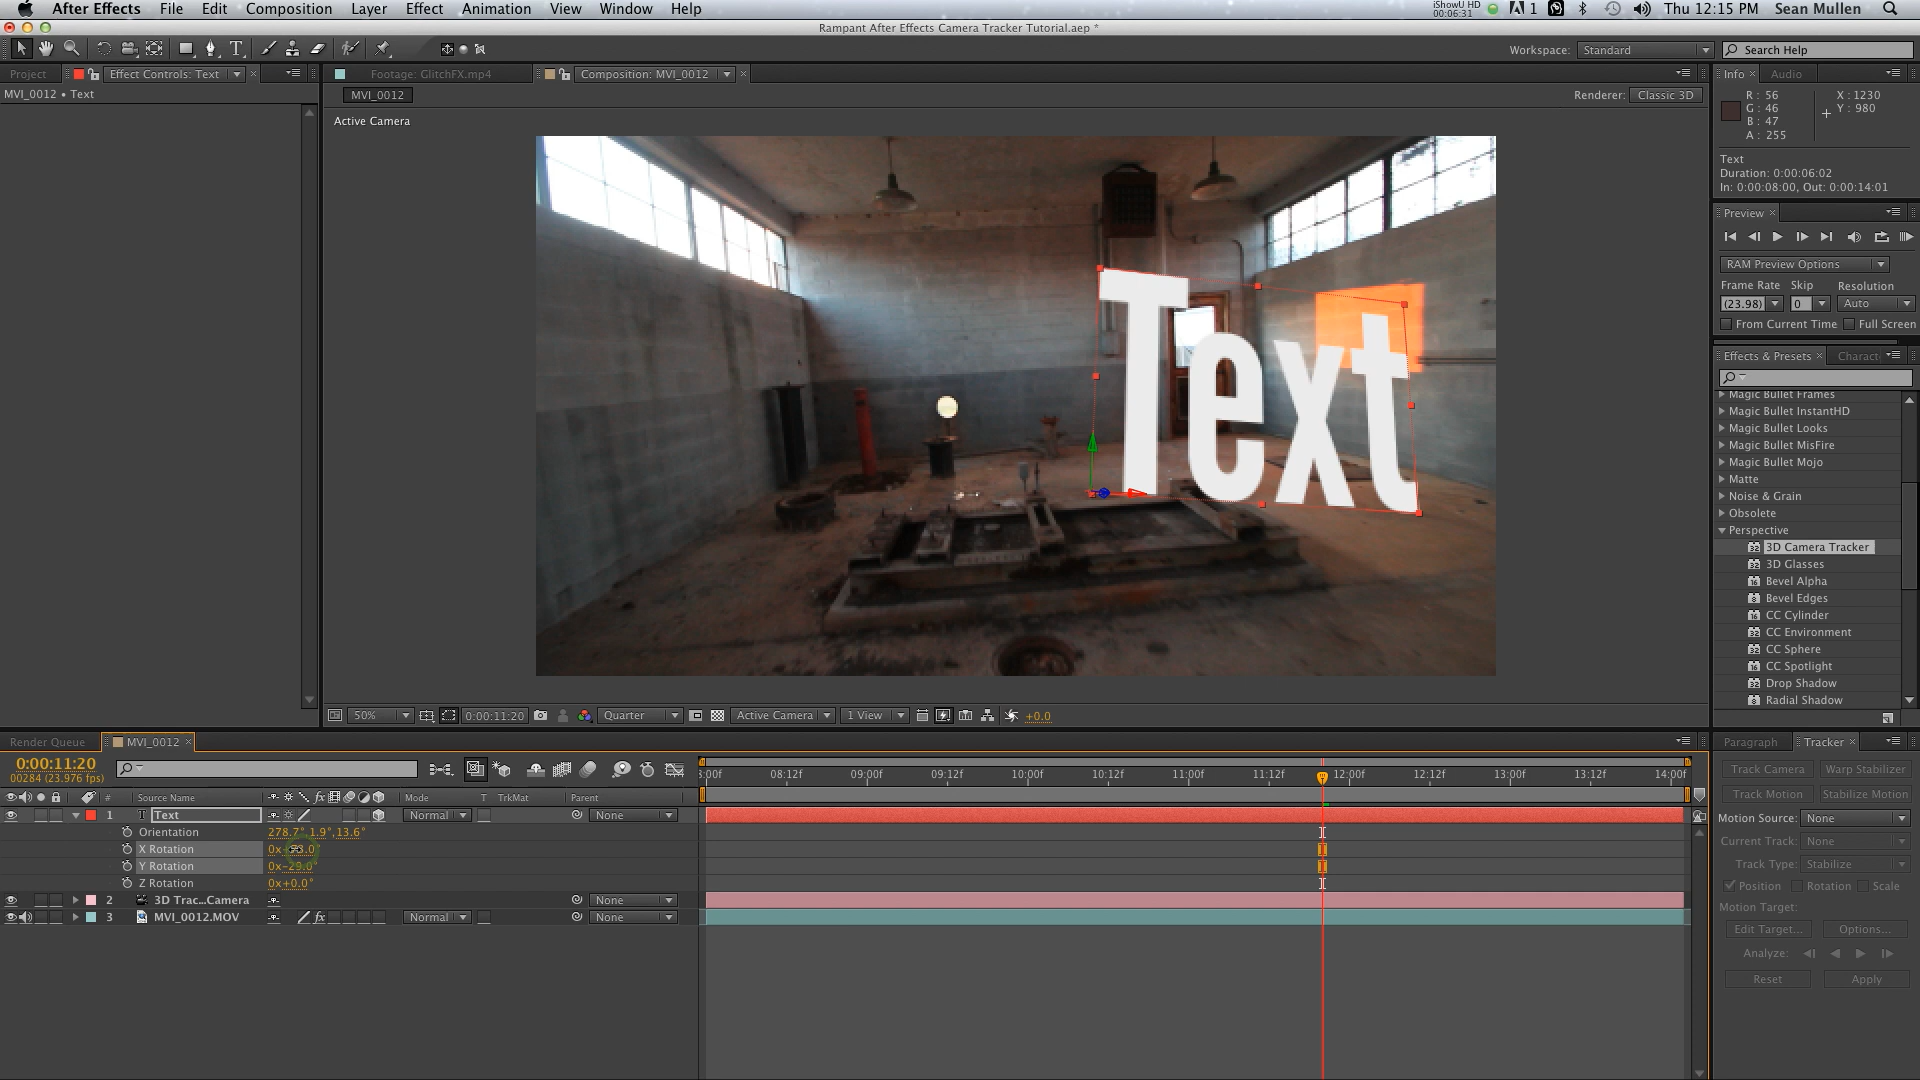 After Effects File Edit Composition Layer Effect Animation View Window Help
iShowU HD
00:06:31
1
Thu 12:15 PM Sean Mullen
Rampant After Effects Camera Tracker Tutorial.aep *
Workspace: Standard
Search Help
Project
Effect Controls: Text
MVI_0012 • Text
Footage: GlitchFX.mp4
Composition: MVI_0012
MVI_0012
Renderer: Classic 3D
Active Camera
Text
50%
0:00:11:20
Quarter
Active Camera
1 View
+0.0
Info
Audio
R: 56
G: 46
B: 47
A: 255
X: 1230
Y: 980
Text
Duration: 0:00:06:02
In: 0:00:08:00, Out: 0:00:14:01
Preview
RAM Preview Options
Frame Rate Skip Resolution
(23.98) 0 Auto
From Current Time Full Screen
Effects & Presets
Charact
Magic Bullet Frames
Magic Bullet InstantHD
Magic Bullet Looks
Magic Bullet MisFire
Magic Bullet Mojo
Matte
Noise & Grain
Obsolete
Perspective
3D Camera Tracker
3D Glasses
Bevel Alpha
Bevel Edges
CC Cylinder
CC Environment
CC Sphere
CC Spotlight
Drop Shadow
Radial Shadow
Render Queue
MVI_0012
0:00:11:20
00284 (23.976 fps)
# Source Name Mode T TrkMat Parent
1 T Text Normal None
Orientation 278.7°,1.9°,13.6°
X Rotation
Y Rotation 0x-29.0°
Z Rotation 0x+0.0°
2 3D Trac...Camera None
3 MVI_0012.MOV Normal None
08:12f 09:00f 09:12f 10:00f 10:12f 11:00f 11:12f 12:00f 12:12f 13:00f 13:12f 14:00f
Paragraph
Tracker
Track Camera Warp Stabilizer
Track Motion Stabilize Motion
Motion Source: None
Current Track: None
Track Type: Stabilize
Position Rotation Scale
Motion Target:
Edit Target... Options...
Analyze:
Reset Apply